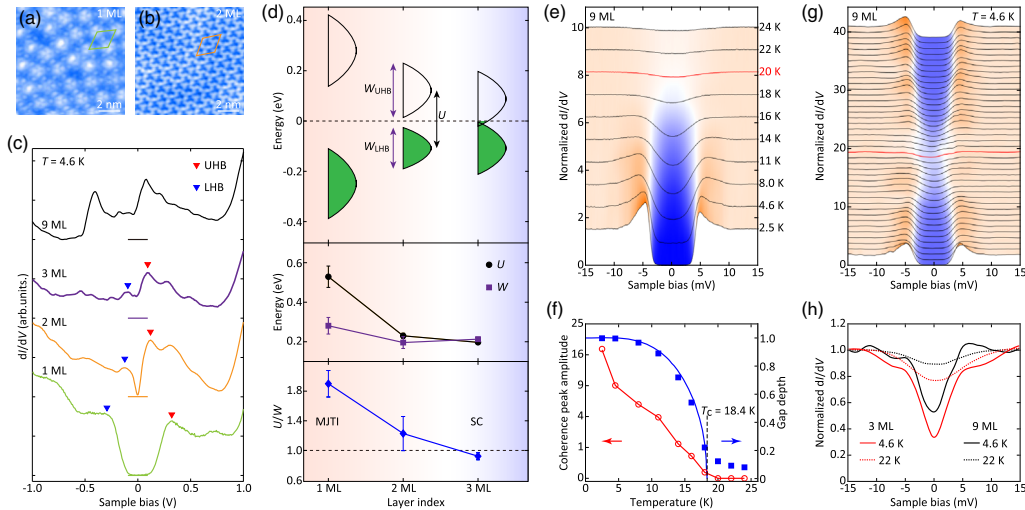 (a)
1 ML
2 nm
(b)
2 ML
2 nm
(c)
T = 4.6 K
UHB
LHB
9 ML
3 ML
2 ML
1 ML
dI/dV (arb.units.)
-1.0 -0.5 0.0 0.5 1.0
Sample bias (V)
(d)
Energy (eV)
0.4
0.2
0.0
-0.2
-0.4
WUHB
WLHB
U
Energy (eV)
0.6
0.4
0.2
U
W
U/W
1.8
1.4
1.0
0.6
MJTI
SC
1 ML 2 ML 3 ML
Layer index
(e)
9 ML
Normalized dI/dV
10
8
6
4
2
0
24 K
22 K
20 K
18 K
16 K
14 K
11 K
8.0 K
4.6 K
2.5 K
-15 -10 -5 0 5 10 15
Sample bias (mV)
(f)
Coherence peak amplitude
25
16
9
4
1
0
Tc = 18.4 K
1.0
0.8
0.6
0.4
0.2
0.0
Gap depth
0 5 10 15 20 25
Temperature (K)
(g)
9 ML
T = 4.6 K
Normalized dI/dV
40
30
20
10
0
-15 -10 -5 0 5 10 15
Sample bias (mV)
(h)
Normalized dI/dV
1.0
0.8
0.6
0.4
0.2
0.0
3 ML
4.6 K
22 K
9 ML
4.6 K
22 K
-15 -10 -5 0 5 10 15
Sample bias (mV)